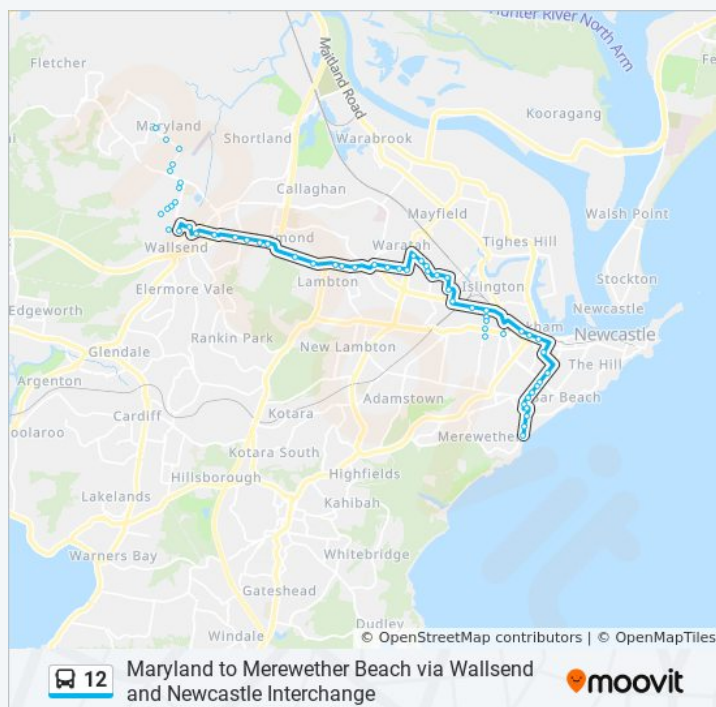 Hunter River North Arm
Fletcher
Maitland Road
Kooragang
Maryland
Shortland
Warabrook
Callaghan
Mayfield
Walsh Point
Wallsend
mond
Waratah
Tighes Hill
Lambton
Islington
Stockton
Elermore Vale
Edgeworth
Newcastle
Rankin Park
kham
Newcastle
Glendale
New Lambton
The Hill
Argenton
Adamstown
Bar Beach
Cardiff
Kotara
oolaroo
Merewether
Kotara South
Hillsborough
Highfields
Lakelands
Kahibah
Warners Bay
Whitebridge
Gateshead
Dudley
Windale
© OpenStreetMap contributors | © OpenMapTiles
12 Maryland to Merewether Beach via Wallsend
and Newcastle Interchange
moovit